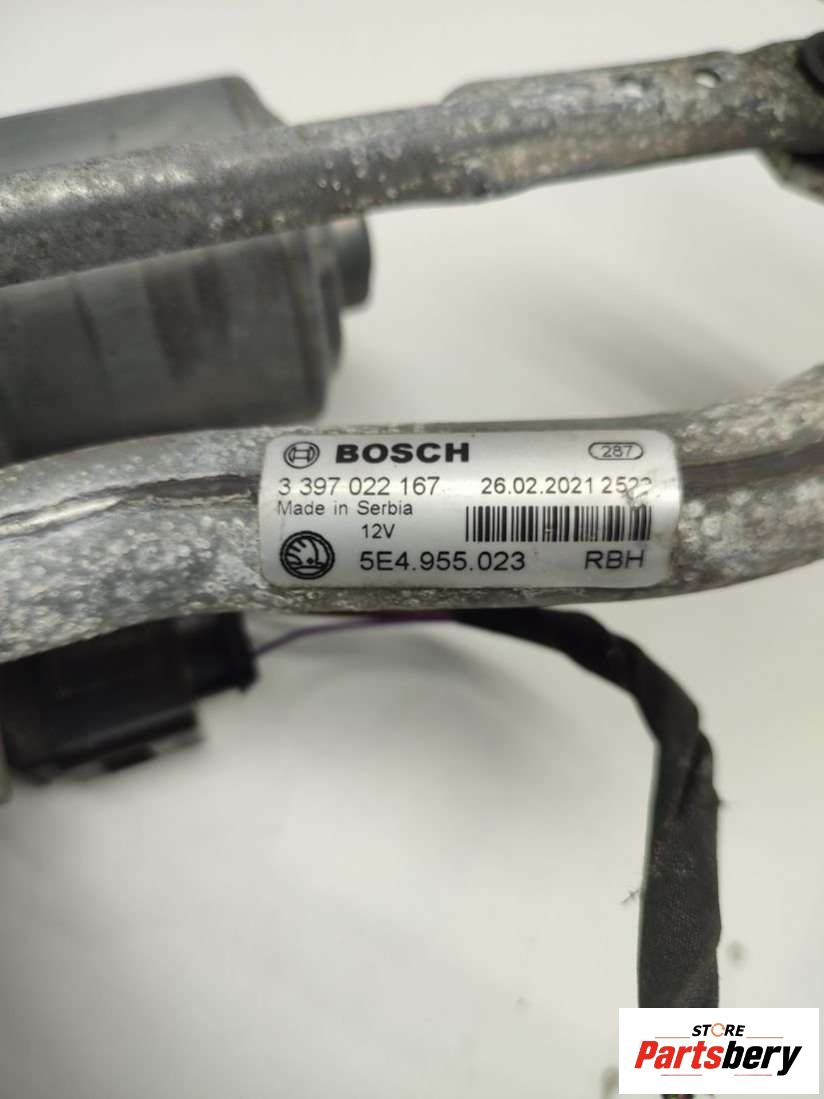 BOSCH 287
3 397 022 167 26.02.2021
Made in Serbia
12V
5E4.955.023 RBH
STORE
Partsbery